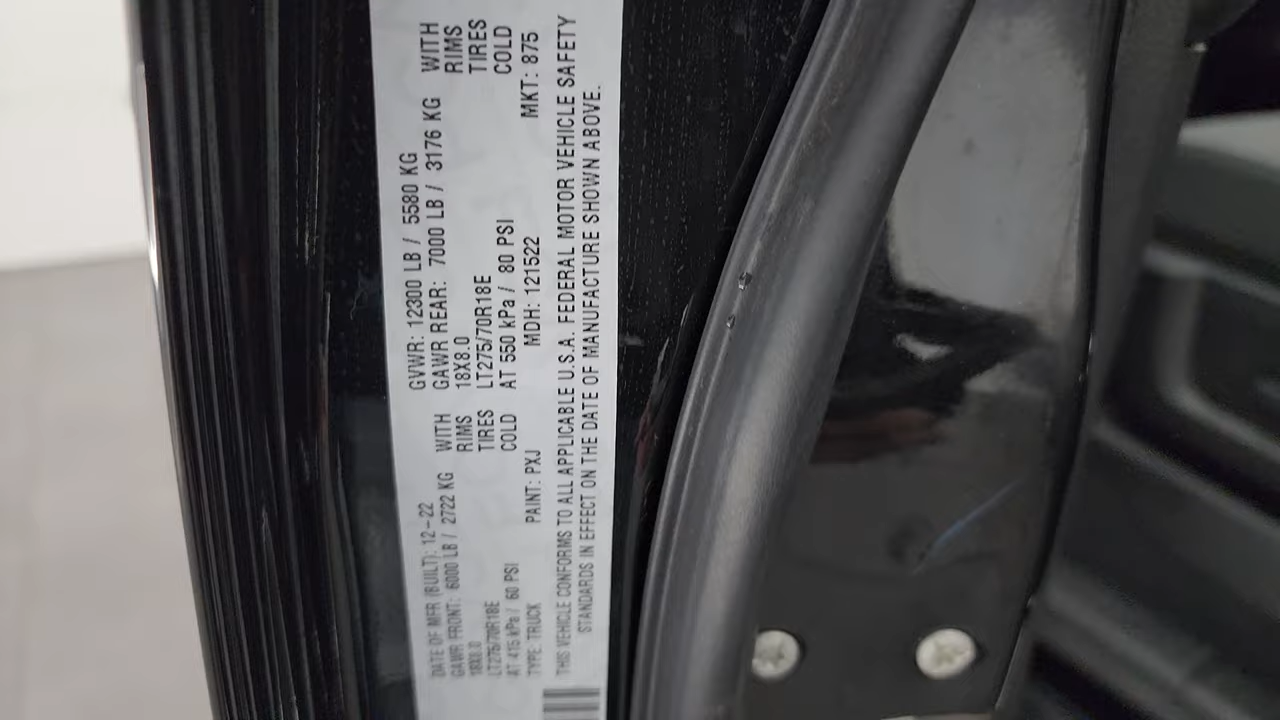 DATE OF MFR (BUILT): 12-22 GVWR: 12300 LB / 5580 KG
GAWR FRONT: 6000 LB / 2722 KG WITH GAWR REAR: 7000 LB / 3176 KG WITH
18X8.0 RIMS 18X8.0 RIMS
LT275/70R18E TIRES LT275/70R18E TIRES
AT 415 kPa / 60 PSI COLD AT 550 kPa / 80 PSI COLD
TYPE: TRUCK PAINT: PXJ MDH: 121522 MKT: 875
THIS VEHICLE CONFORMS TO ALL APPLICABLE U.S.A. FEDERAL MOTOR VEHICLE SAFETY
STANDARDS IN EFFECT ON THE DATE OF MANUFACTURE SHOWN ABOVE.